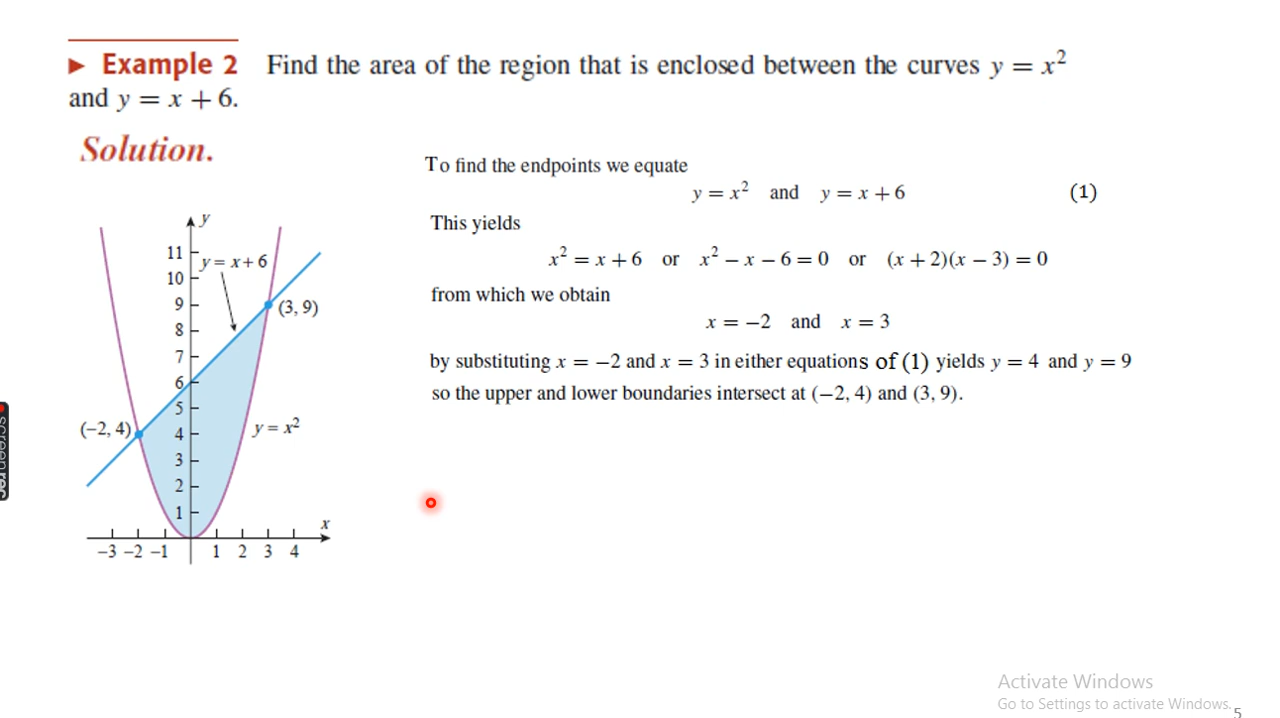 ► Example 2 Find the area of the region that is enclosed between the curves y = x²
and y = x + 6.
Solution.
To find the endpoints we equate
y = x² and y = x + 6 (1)
This yields
x² = x + 6 or x² − x − 6 = 0 or (x + 2)(x − 3) = 0
from which we obtain
x = −2 and x = 3
by substituting x = −2 and x = 3 in either equations of (1) yields y = 4 and y = 9
so the upper and lower boundaries intersect at (−2, 4) and (3, 9).
y
11
y = x + 6
10
9
(3, 9)
8
7
6
5
(−2, 4)
4
y = x²
3
2
1
x
−3 −2 −1 1 2 3 4
Activate Windows
Go to Settings to activate Windows.
5